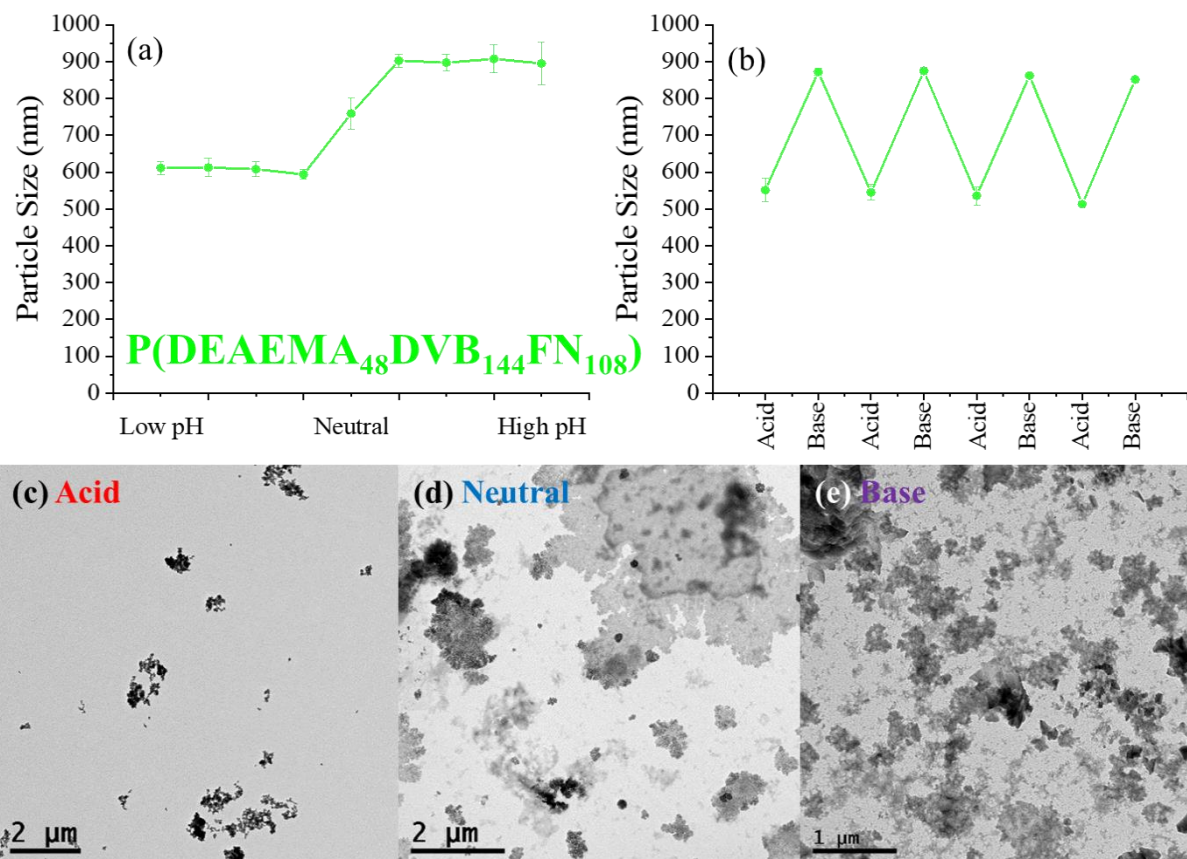 (a)
Particle Size (nm)
1000
900
800
700
600
500
400
300
200
100
0
P(DEAEMA₄₈DVB₁₄₄FN₁₀₈)
Low pH
Neutral
High pH
(b)
Particle Size (nm)
1000
900
800
700
600
500
400
300
200
100
0
Acid
Base
Acid
Base
Acid
Base
Acid
Base
(c) Acid
2 µm
(d) Neutral
2 µm
(e) Base
1 µm